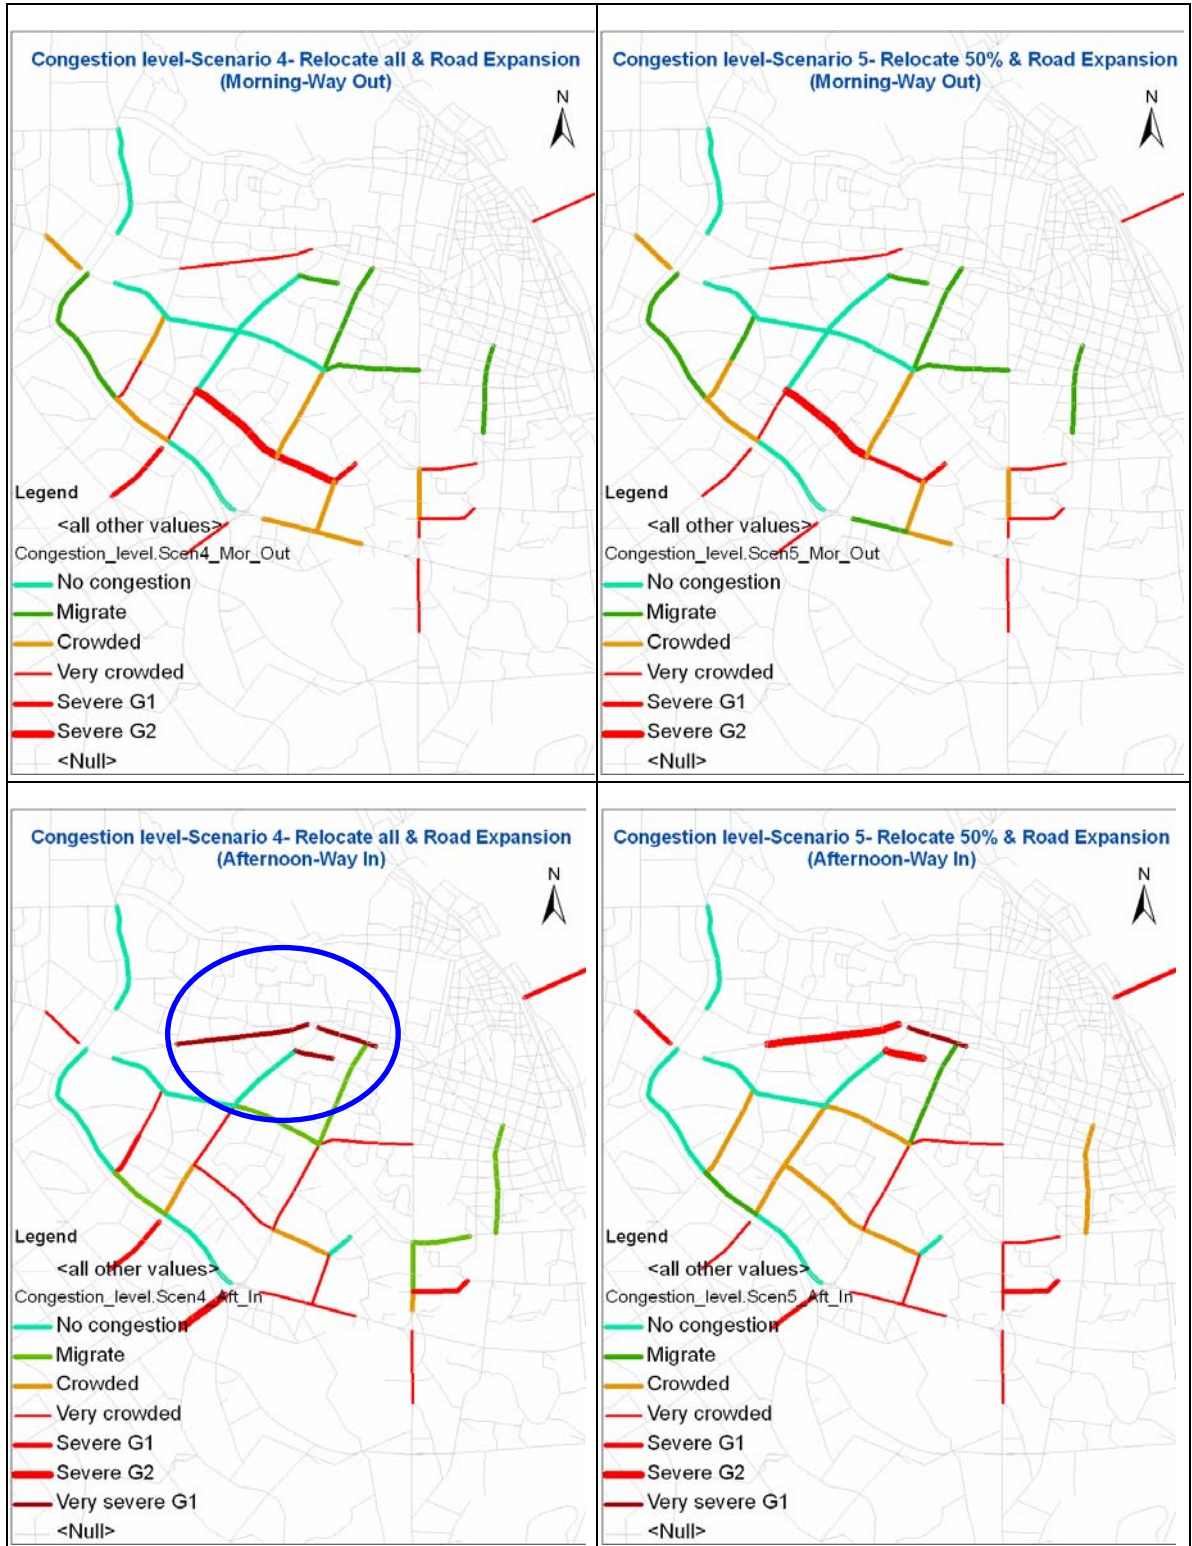 Congestion level-Scenario 4- Relocate all & Road Expansion
(Morning-Way Out)
N
Legend
<all other values>
Congestion_level.Scen4_Mor_Out
No congestion
Migrate
Crowded
Very crowded
Severe G1
Severe G2
<Null>
Congestion level-Scenario 5- Relocate 50% & Road Expansion
(Morning-Way Out)
N
Legend
<all other values>
Congestion_level.Scen5_Mor_Out
No congestion
Migrate
Crowded
Very crowded
Severe G1
Severe G2
<Null>
Congestion level-Scenario 4- Relocate all & Road Expansion
(Afternoon-Way In)
N
Legend
<all other values>
Congestion_level.Scen4_Aft_In
No congestion
Migrate
Crowded
Very crowded
Severe G1
Severe G2
Very severe G1
<Null>
Congestion level-Scenario 5- Relocate 50% & Road Expansion
(Afternoon-Way In)
N
Legend
<all other values>
Congestion_level.Scen5_Aft_In
No congestion
Migrate
Crowded
Very crowded
Severe G1
Severe G2
Very severe G1
<Null>